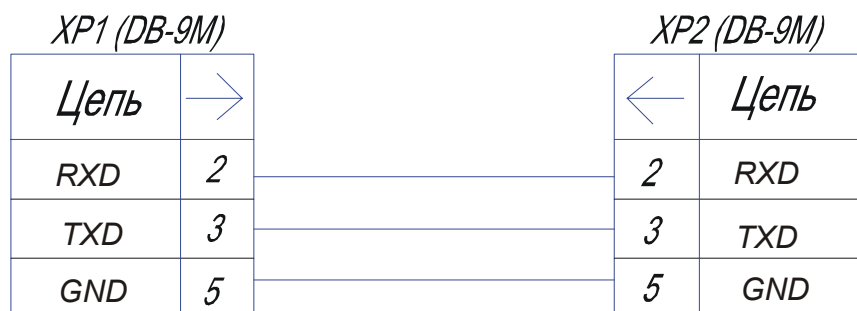 XP1 (DB-9M) XP2 (DB-9M)
Цепь Цепь
RXD 2 2 RXD
TXD 3 3 TXD
GND 5 5 GND